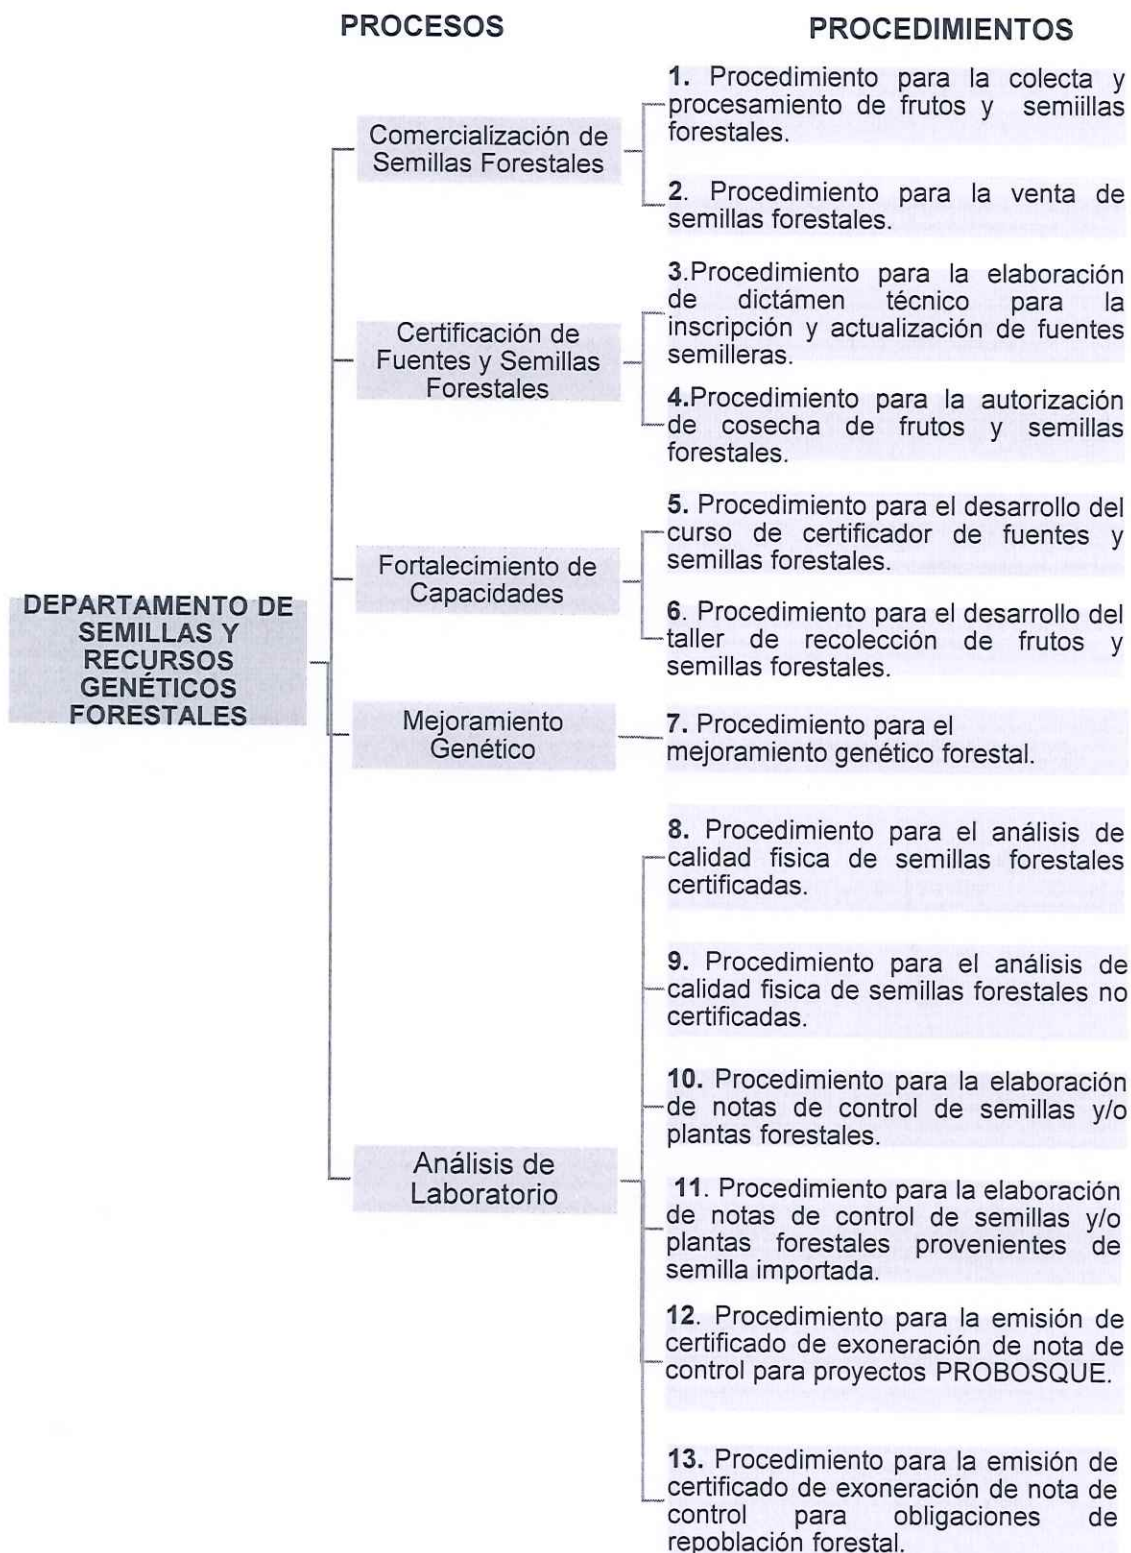 PROCESOS
PROCEDIMIENTOS
DEPARTAMENTO DE
SEMILLAS Y
RECURSOS
GENÉTICOS
FORESTALES
Comercialización de
Semillas Forestales
1. Procedimiento para la colecta y
procesamiento de frutos y semiillas
forestales.
2. Procedimiento para la venta de
semillas forestales.
Certificación de
Fuentes y Semillas
Forestales
3.Procedimiento para la elaboración
de dictámen técnico para la
inscripción y actualización de fuentes
semilleras.
4.Procedimiento para la autorización
de cosecha de frutos y semillas
forestales.
Fortalecimiento de
Capacidades
5. Procedimiento para el desarrollo del
curso de certificador de fuentes y
semillas forestales.
6. Procedimiento para el desarrollo del
taller de recolección de frutos y
semillas forestales.
Mejoramiento
Genético
7. Procedimiento para el
mejoramiento genético forestal.
Análisis de
Laboratorio
8. Procedimiento para el análisis de
calidad fisica de semillas forestales
certificadas.
9. Procedimiento para el análisis de
calidad fisica de semillas forestales no
certificadas.
10. Procedimiento para la elaboración
de notas de control de semillas y/o
plantas forestales.
11. Procedimiento para la elaboración
de notas de control de semillas y/o
plantas forestales provenientes de
semilla importada.
12. Procedimiento para la emisión de
certificado de exoneración de nota de
control para proyectos PROBOSQUE.
13. Procedimiento para la emisión de
certificado de exoneración de nota de
control para obligaciones de
repoblación forestal.